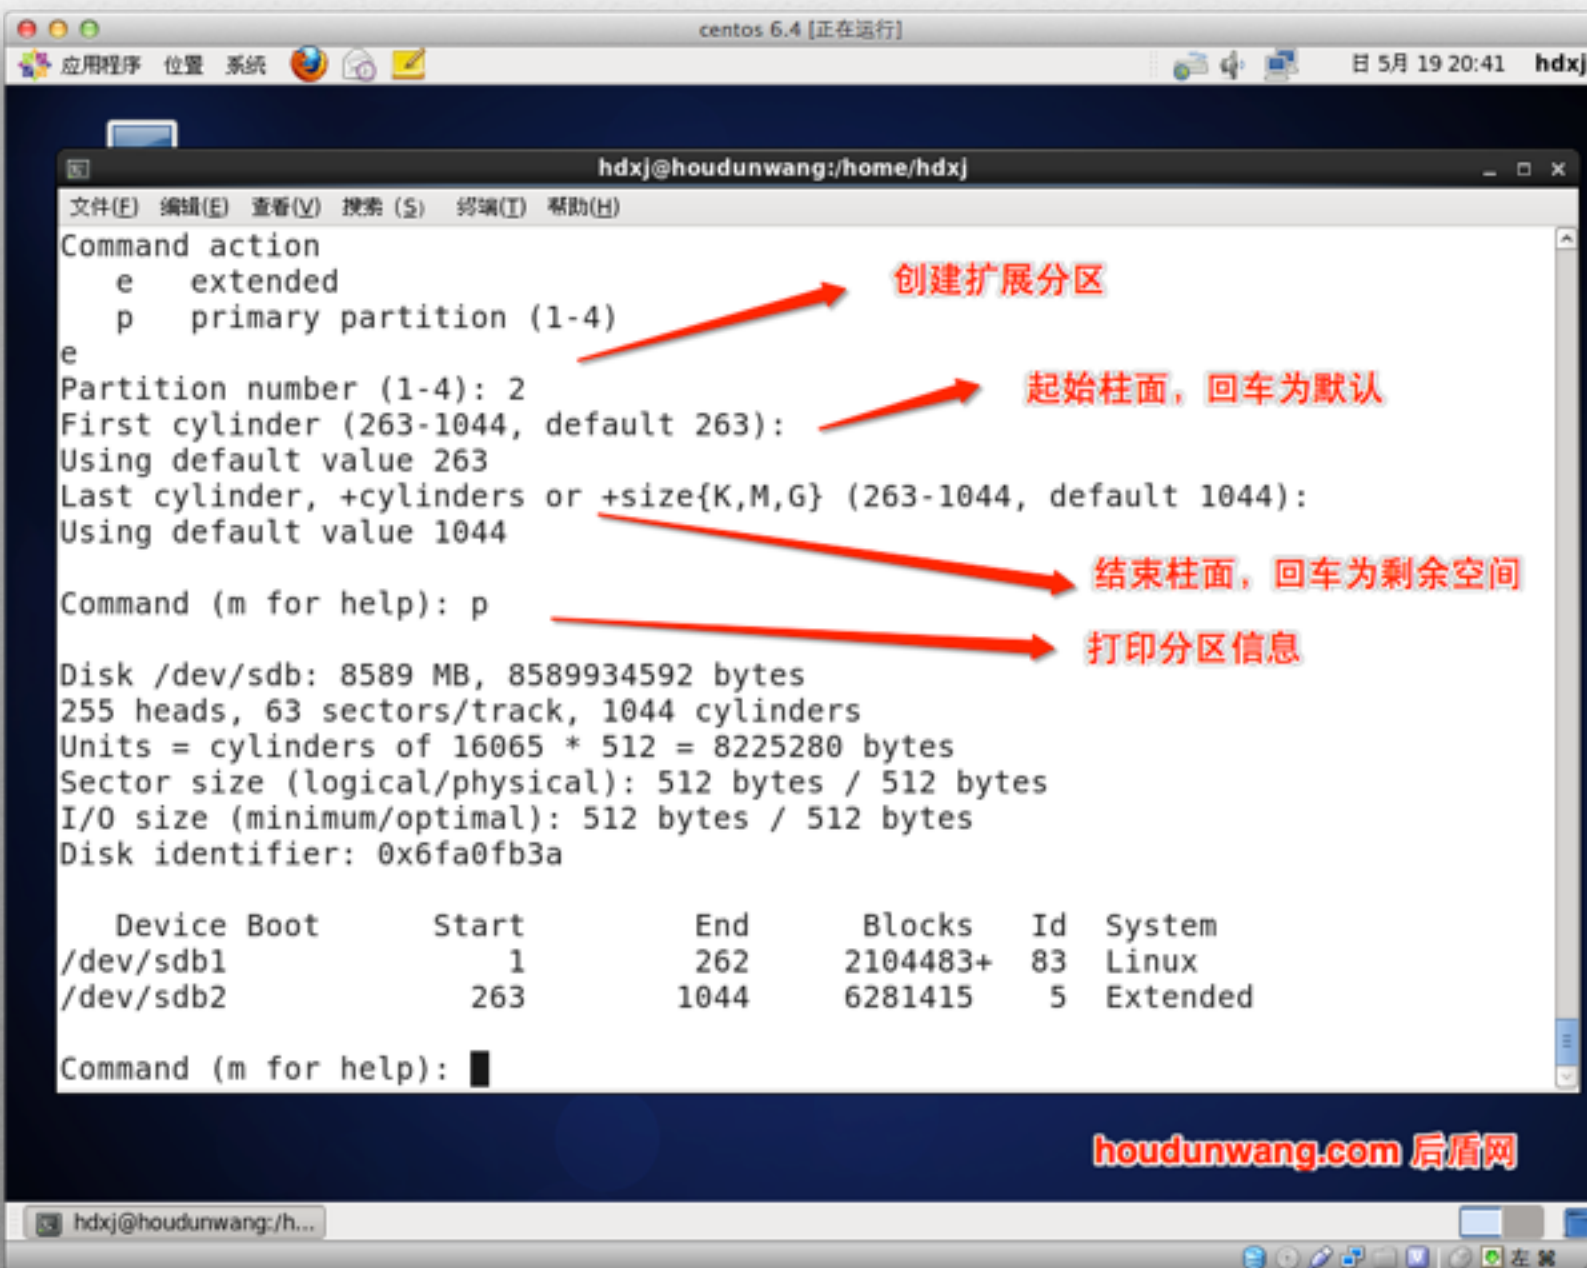 centos 6.4 [正在运行]
应用程序 位置 系统 日 5月 19 20:41 hdxj
hdxj@houdunwang:/home/hdxj
文件(F) 编辑(E) 查看(V) 搜索 (S) 终端(T) 帮助(H)
Command action
e extended
创建扩展分区
p primary partition (1-4)
e
Partition number (1-4): 2
起始柱面，回车为默认
First cylinder (263-1044, default 263):
Using default value 263
Last cylinder, +cylinders or +size{K,M,G} (263-1044, default 1044):
Using default value 1044
结束柱面，回车为剩余空间
Command (m for help): p
打印分区信息
Disk /dev/sdb: 8589 MB, 8589934592 bytes
255 heads, 63 sectors/track, 1044 cylinders
Units = cylinders of 16065 * 512 = 8225280 bytes
Sector size (logical/physical): 512 bytes / 512 bytes
I/O size (minimum/optimal): 512 bytes / 512 bytes
Disk identifier: 0x6fa0fb3a
Device Boot Start End Blocks Id System
/dev/sdb1 1 262 2104483+ 83 Linux
/dev/sdb2 263 1044 6281415 5 Extended
Command (m for help):
houdunwang.com 后盾网
hdxj@houdunwang:/h...
左 ⌘